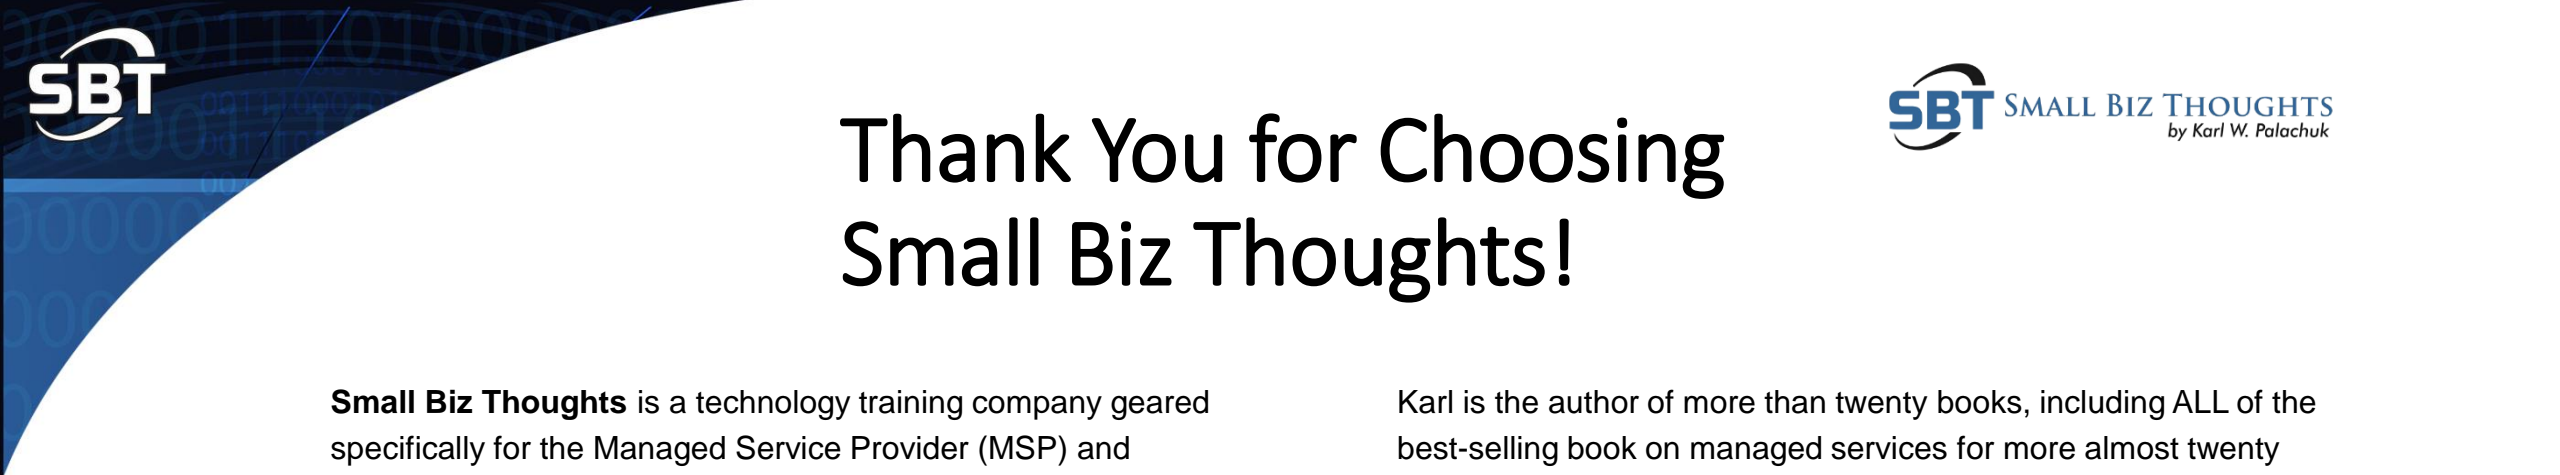 SBT
SBT SMALL BIZ THOUGHTS
by Karl W. Palachuk
Thank You for Choosing
Small Biz Thoughts!
Small Biz Thoughts is a technology training company geared
specifically for the Managed Service Provider (MSP) and
Karl is the author of more than twenty books, including ALL of the
best-selling book on managed services for more almost twenty